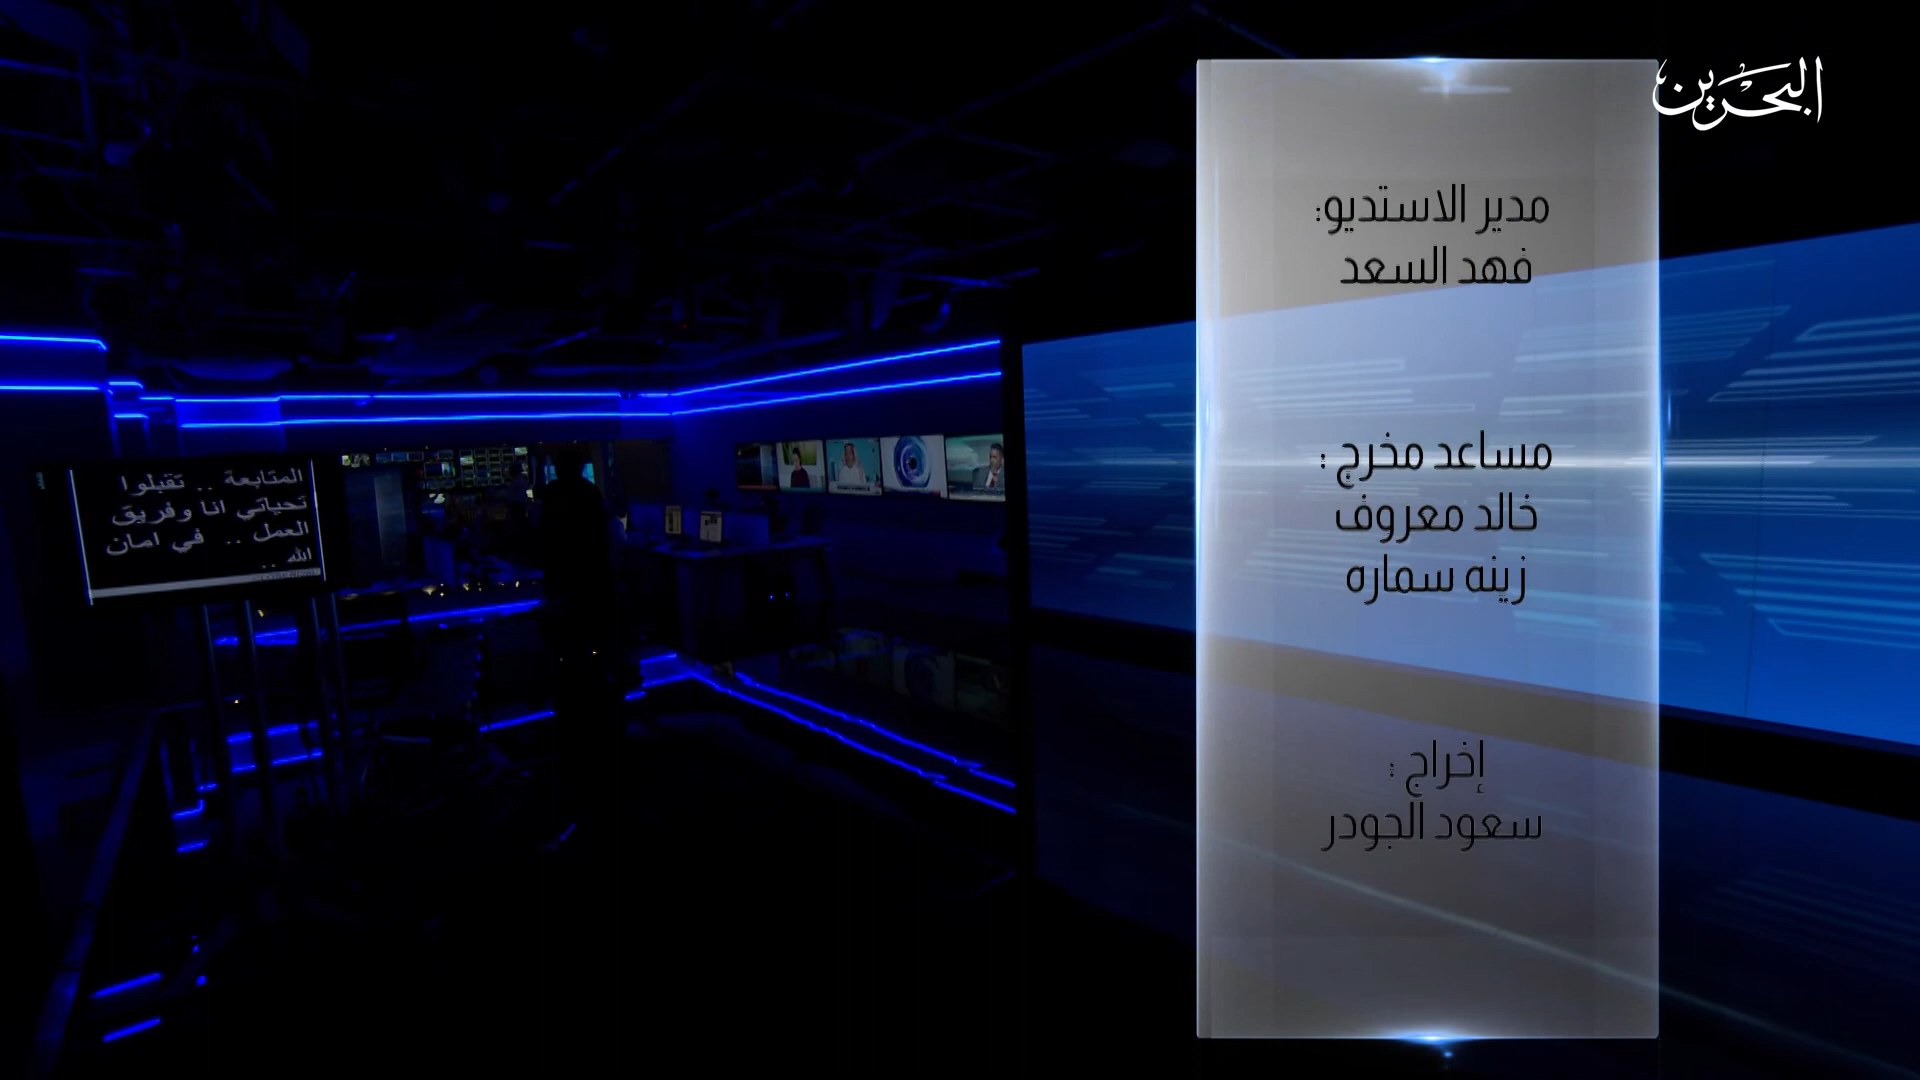 البحرين
مدير الاستديو:
فهد السعد
مساعد مخرج :
خالد معروف
زينه سماره
إخراج :
سعود الجودر
المتابعة .. تقبلوا
تحياتي انا وفريق
العمل .. في امان
الله ..